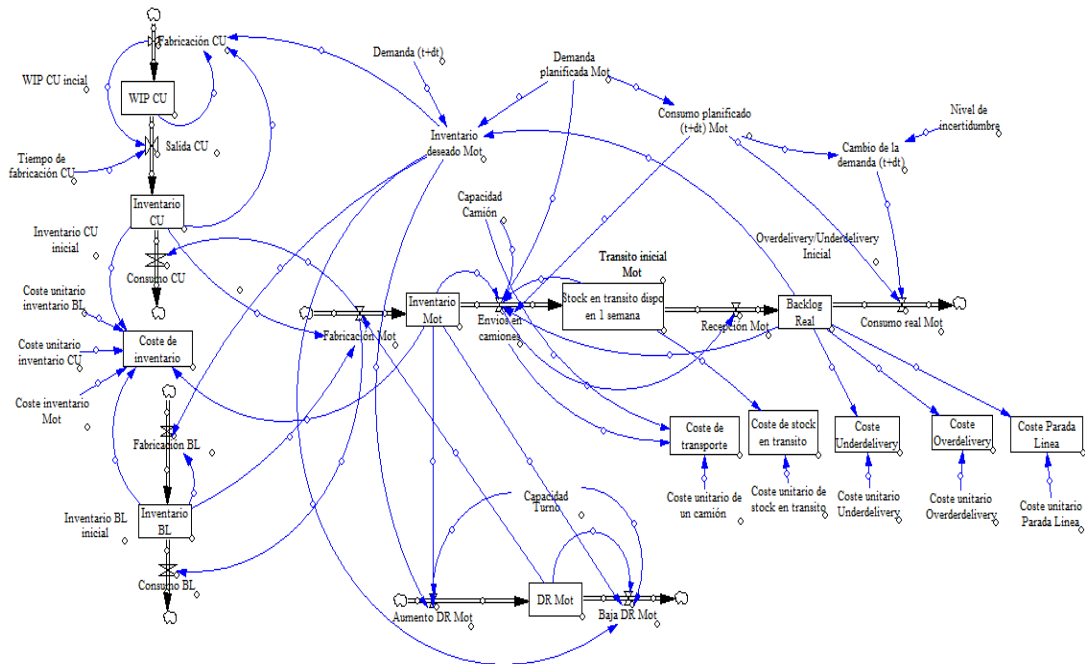 Fabricación CU
WIP CU incial
WIP CU
Salida CU
Tiempo de
fabricación CU
Inventario
CU
Inventario CU
inicial
Consumo CU
Coste unitario
inventario BL
Coste unitario
inventario CU
Coste de
inventario
Coste inventario
Mot
Fabricación BL
Inventario BL
inicial
Inventario
BL
Consumo BL
Demanda (t+dt)
Demanda
planificada Mot
Inventario
deseado Mot
Consumo planificado
(t+dt) Mot
Nivel de
incertidumbre
Cambio de la
demanda (t+dt)
Capacidad
Camión
Overdelivery/Underdelivery
Inicial
Transito inicial
Mot
Fabricación Mot
Inventario
Mot
Envíos en
camiones
Stock en transito dispo
en 1 semana
Recepción Mot
Backlog
Real
Consumo real Mot
Coste de
transporte
Coste de stock
en transito
Coste
Underdelivery
Coste
Overdelivery
Coste Parada
Linea
Coste unitario de
un camión
Coste unitario de
stock en transito
Coste unitario
Underdelivery
Coste unitario
Overderdelivery
Coste unitario
Parada Linea
Capacidad
Turno
Aumento DR Mot
DR Mot
Baja DR Mot